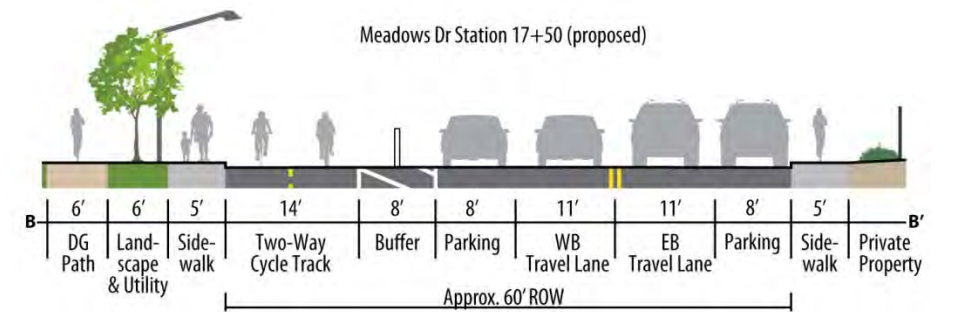 Meadows Dr Station 17+50 (proposed)
B 6′ 6′ 5′ 14′ 8′ 8′ 11′ 11′ 8′ 5′ B′
DG
Path
Land-
scape
& Utility
Side-
walk
Two-Way
Cycle Track
Buffer
Parking
WB
Travel Lane
EB
Travel Lane
Parking
Side-
walk
Private
Property
Approx. 60′ ROW